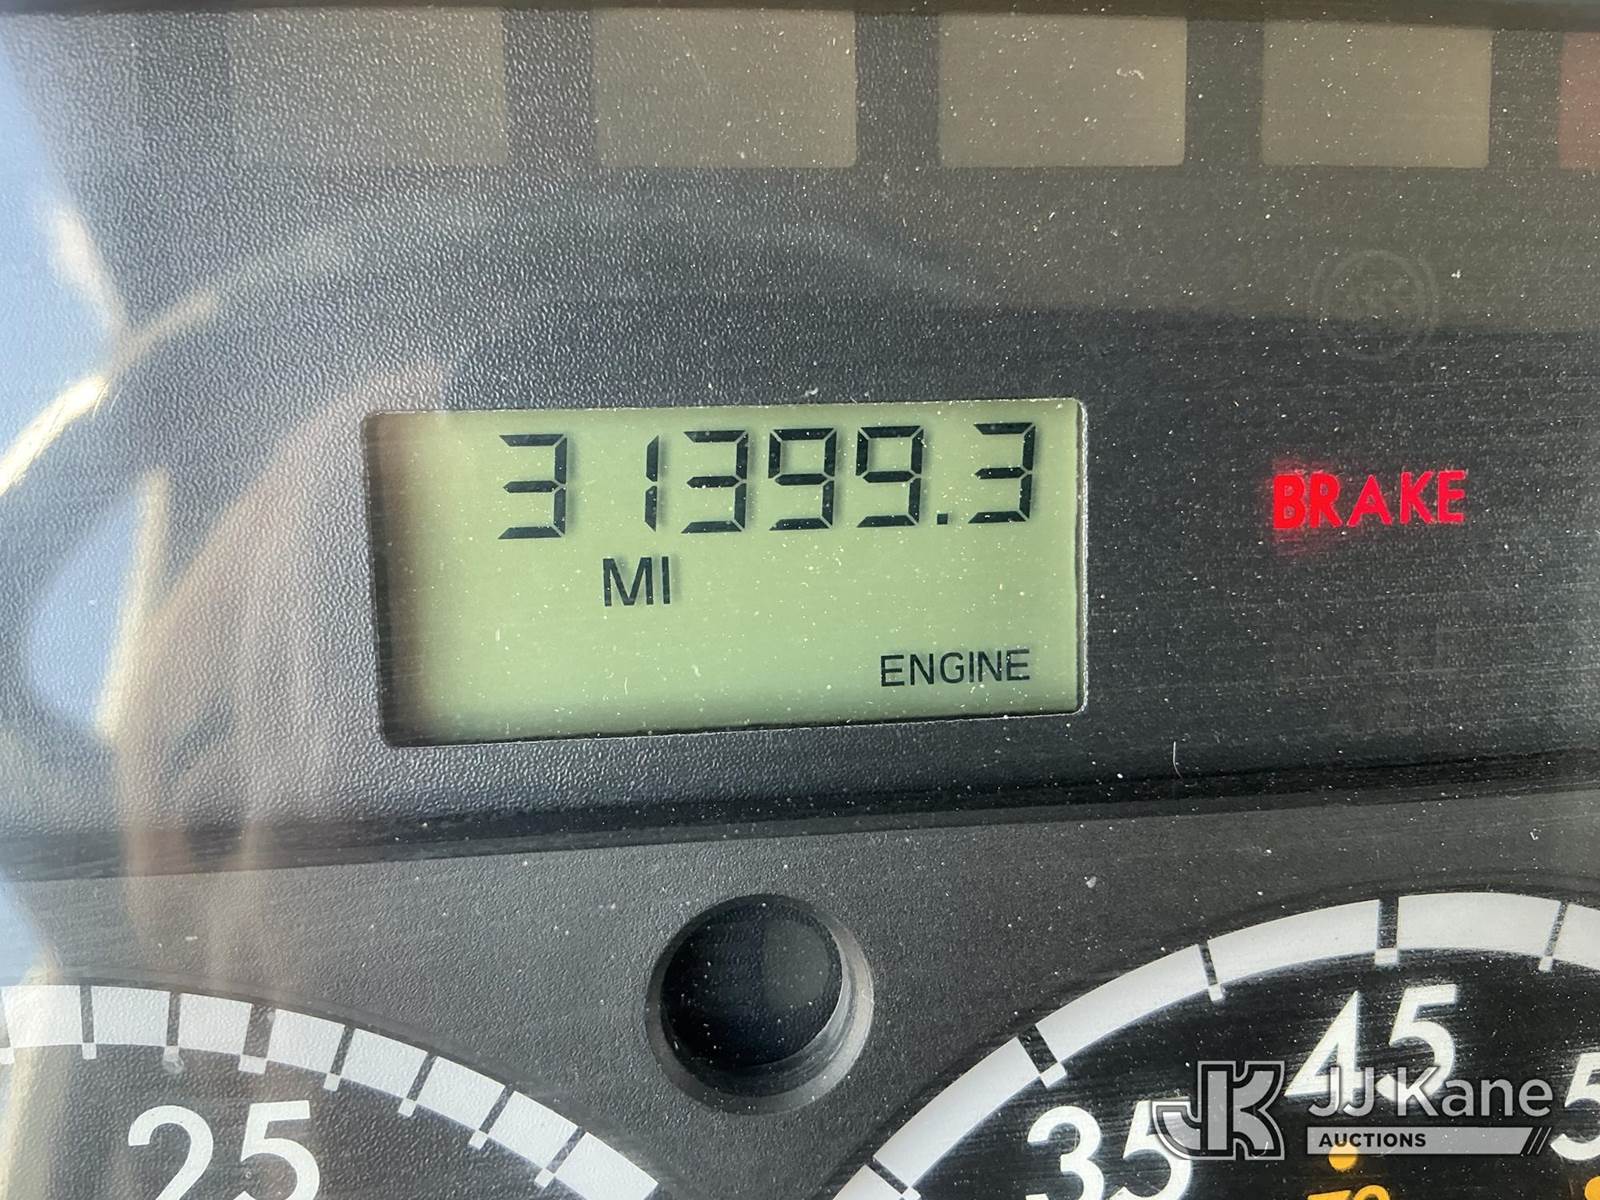 31399.3
MI
BRAKE
ENGINE
25
35
45
JJ Kane
AUCTIONS